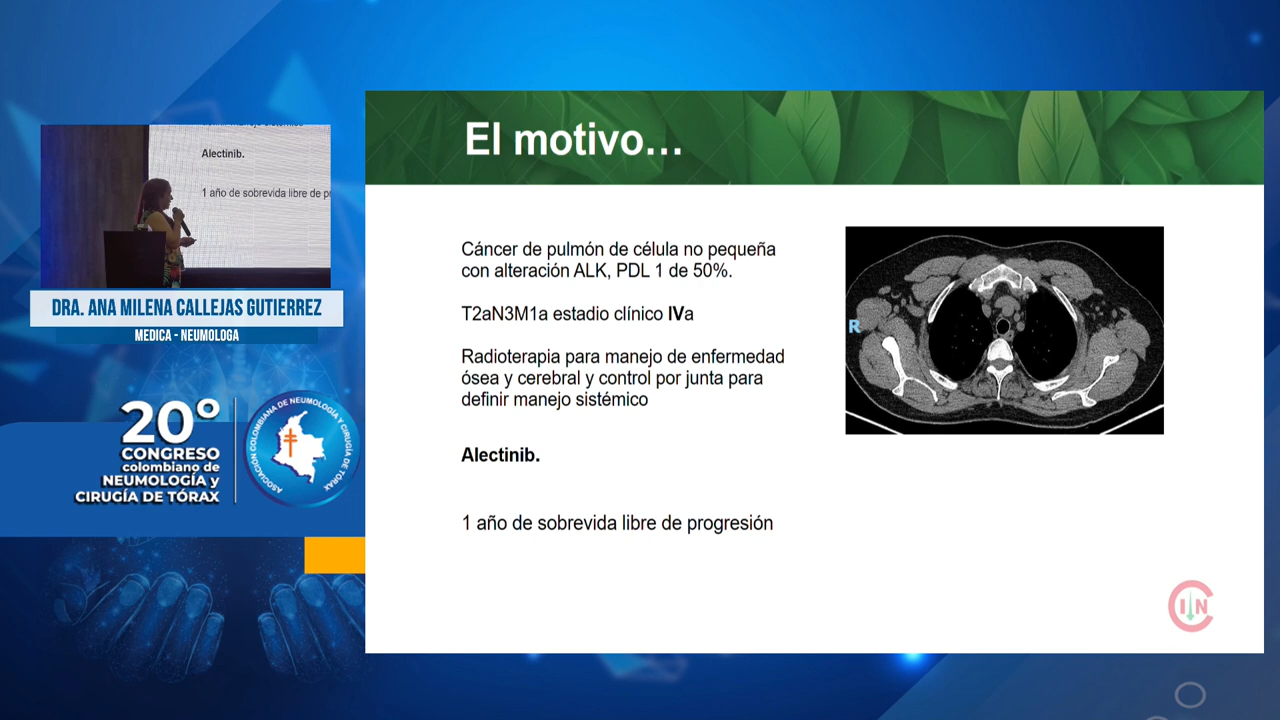 El motivo...
Cáncer de pulmón de célula no pequeña
con alteración ALK, PDL 1 de 50%.
T2aN3M1a estadio clínico IVa
Radioterapia para manejo de enfermedad
ósea y cerebral y control por junta para
definir manejo sistémico
Alectinib.
1 año de sobrevida libre de progresión
R
CIN
Alectinib.
1 año de sobrevida libre de
DRA. ANA MILENA CALLEJAS GUTIERREZ
MEDICA - NEUMOLOGA
20º
CONGRESO
colombiano de
NEUMOLOGÍA y
CIRUGÍA DE TÓRAX
ASOCIACIÓN COLOMBIANA DE NEUMOLOGÍA Y CIRUGÍA DE TÓRAX